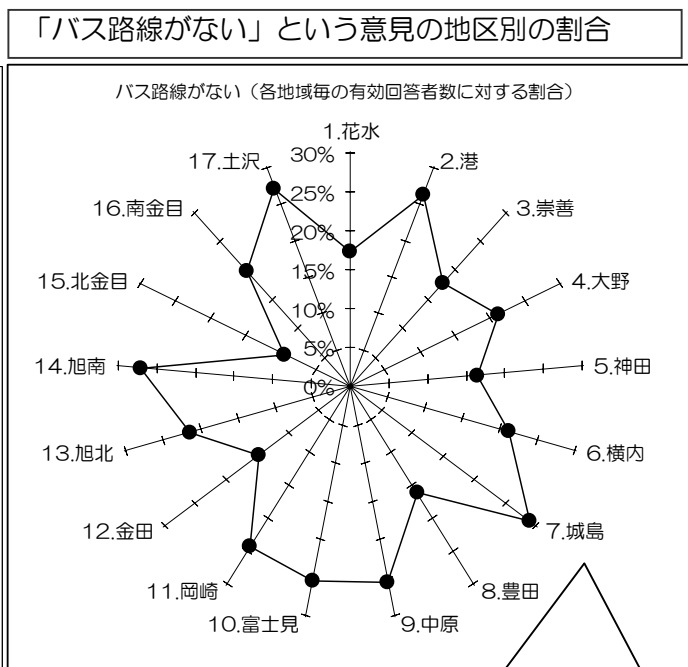 「バス路線がない」という意見の地区別の割合
バス路線がない（各地域毎の有効回答者数に対する割合）
1.花水
30%
17.土沢
2.港
25%
16.南金目
3.崇善
20%
15%
15.北金目
4.大野
10%
5%
14.旭南
5.神田
0%
13.旭北
6.横内
12.金田
7.城島
11.岡崎
8.豊田
10.富士見
9.中原